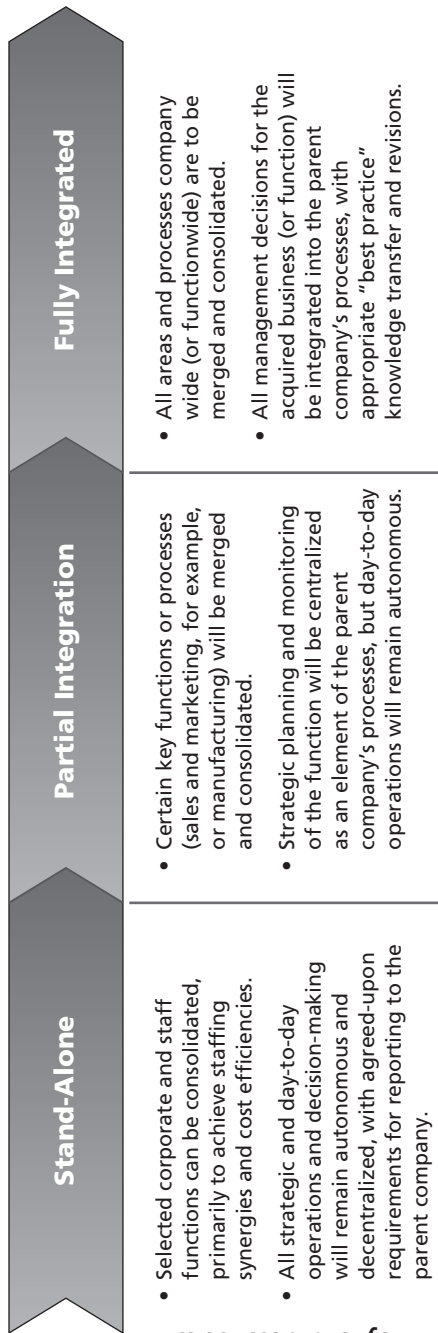 Stand-Alone
• Selected corporate and staff
functions can be consolidated,
primarily to achieve staffing
synergies and cost efficiencies.
• All strategic and day-to-day
operations and decision-making
will remain autonomous and
decentralized, with agreed-upon
requirements for reporting to the
parent company.
Partial Integration
• Certain key functions or processes
(sales and marketing, for example,
or manufacturing) will be merged
and consolidated.
• Strategic planning and monitoring
of the function will be centralized
as an element of the parent
company's processes, but day-to-day
operations will remain autonomous.
Fully Integrated
• All areas and processes company
wide (or functionwide) are to be
merged and consolidated.
• All management decisions for the
acquired business (or function) will
be integrated into the parent
company's processes, with
appropriate "best practice"
knowledge transfer and revisions.